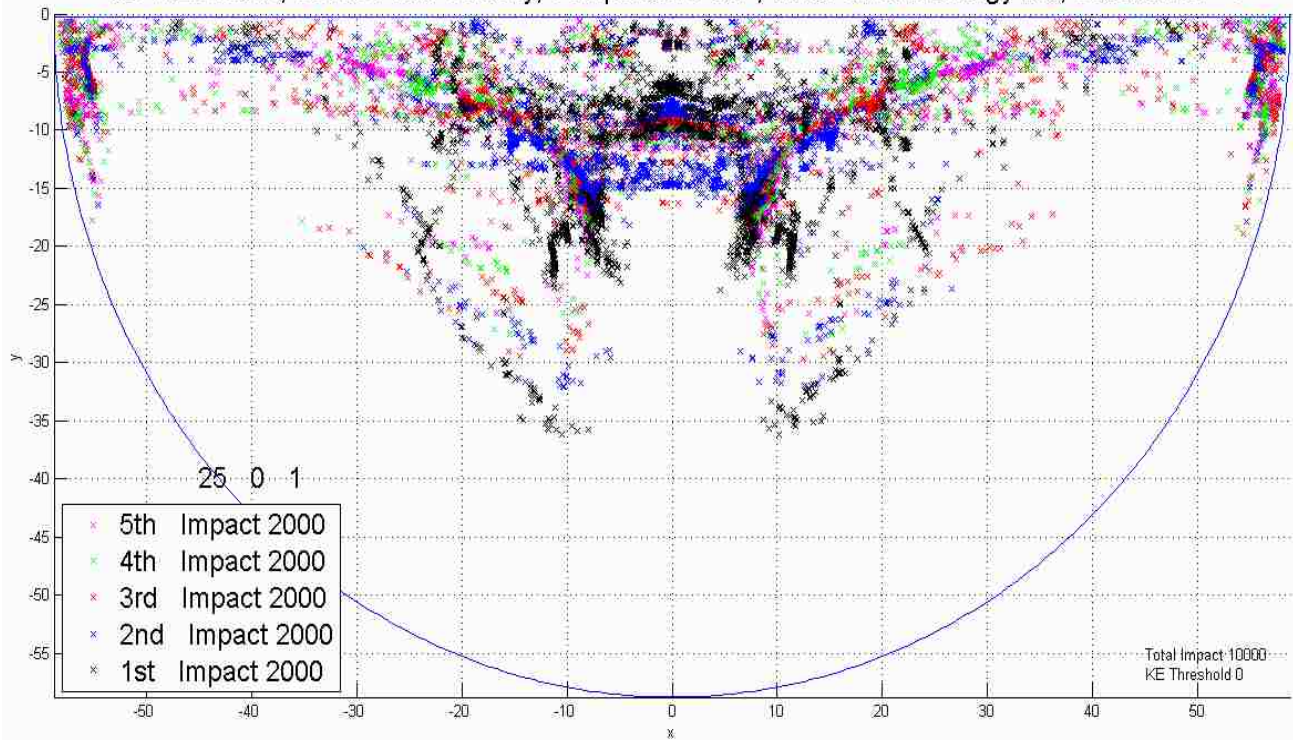 0
-5
-10
-15
-20
-25
-30
-35
-40
-45
-50
-55
y
25 0 1
5th Impact 2000
4th Impact 2000
3rd Impact 2000
2nd Impact 2000
1st Impact 2000
Total Impact 10000
KE Threshold 0
-50 -40 -30 -20 -10 0 10 20 30 40 50
x